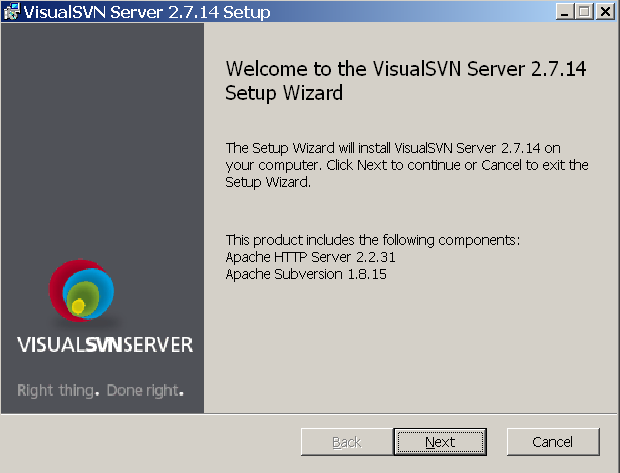 VisualSVN Server 2.7.14 Setup
Welcome to the VisualSVN Server 2.7.14
Setup Wizard
The Setup Wizard will install VisualSVN Server 2.7.14 on
your computer. Click Next to continue or Cancel to exit the
Setup Wizard.
This product includes the following components:
Apache HTTP Server 2.2.31
Apache Subversion 1.8.15
VISUALSVNSERVER
Right thing. Done right.
Back
Next
Cancel